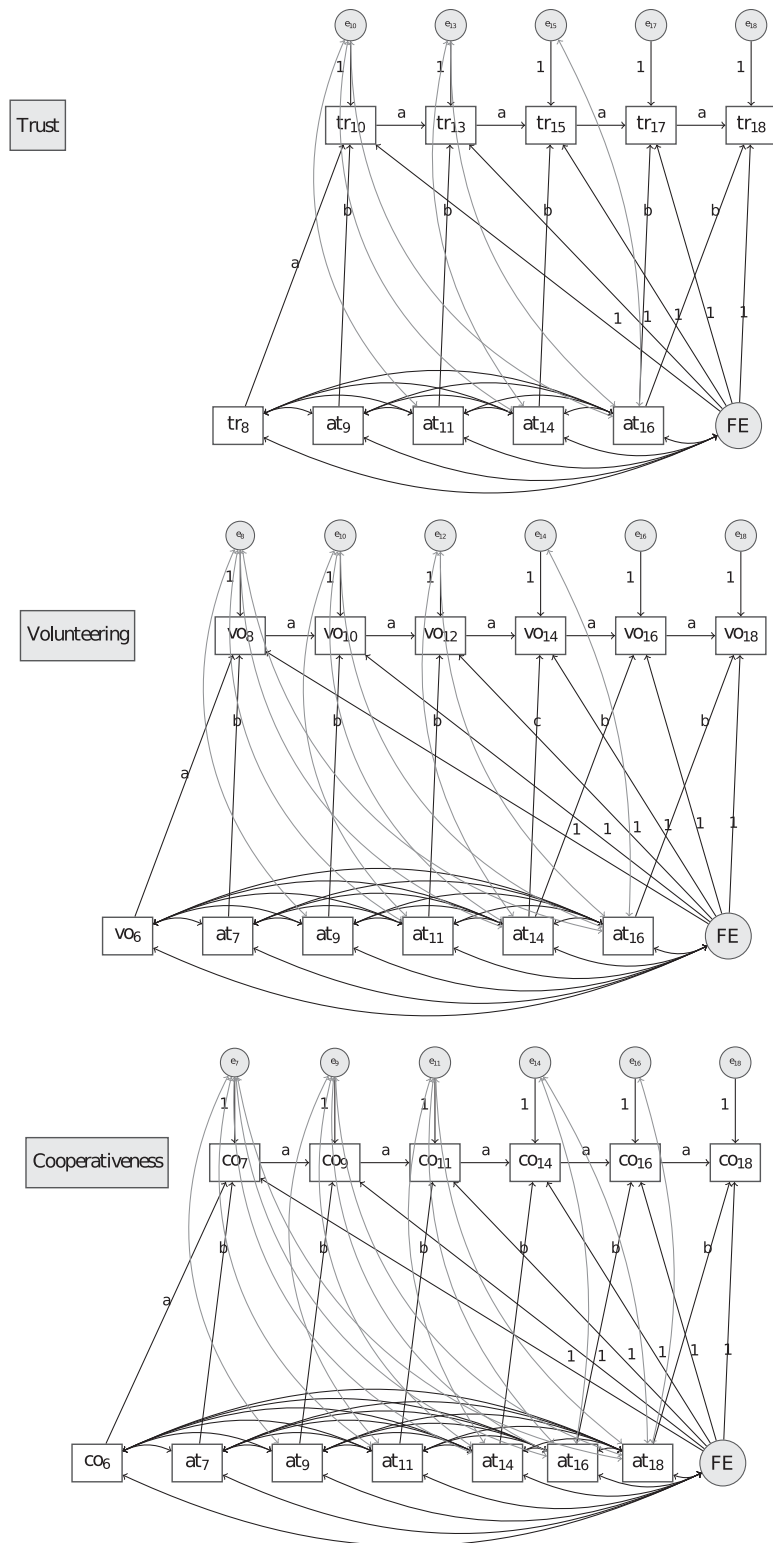 e10 e13 e15 e17 e18
1 1 1 1 1
Trust tr10 a tr13 a tr15 a tr17 a tr18
b b b b b
a
1 1 1 1 1
tr8 at9 at11 at14 at16 FE
e8 e10 e12 e14 e16 e18
1 1 1 1 1 1
Volunteering vo8 a vo10 a vo12 a vo14 a vo16 a vo18
b b b c b b
a
1 1 1 1 1 1
vo6 at7 at9 at11 at14 at16 FE
e7 e9 e11 e14 e16 e18
1 1 1 1 1 1
Cooperativeness co7 a co9 a co11 a co14 a co16 a co18
b b b b b b
a
1 1 1 1 1 1
co6 at7 at9 at11 at14 at16 at18 FE